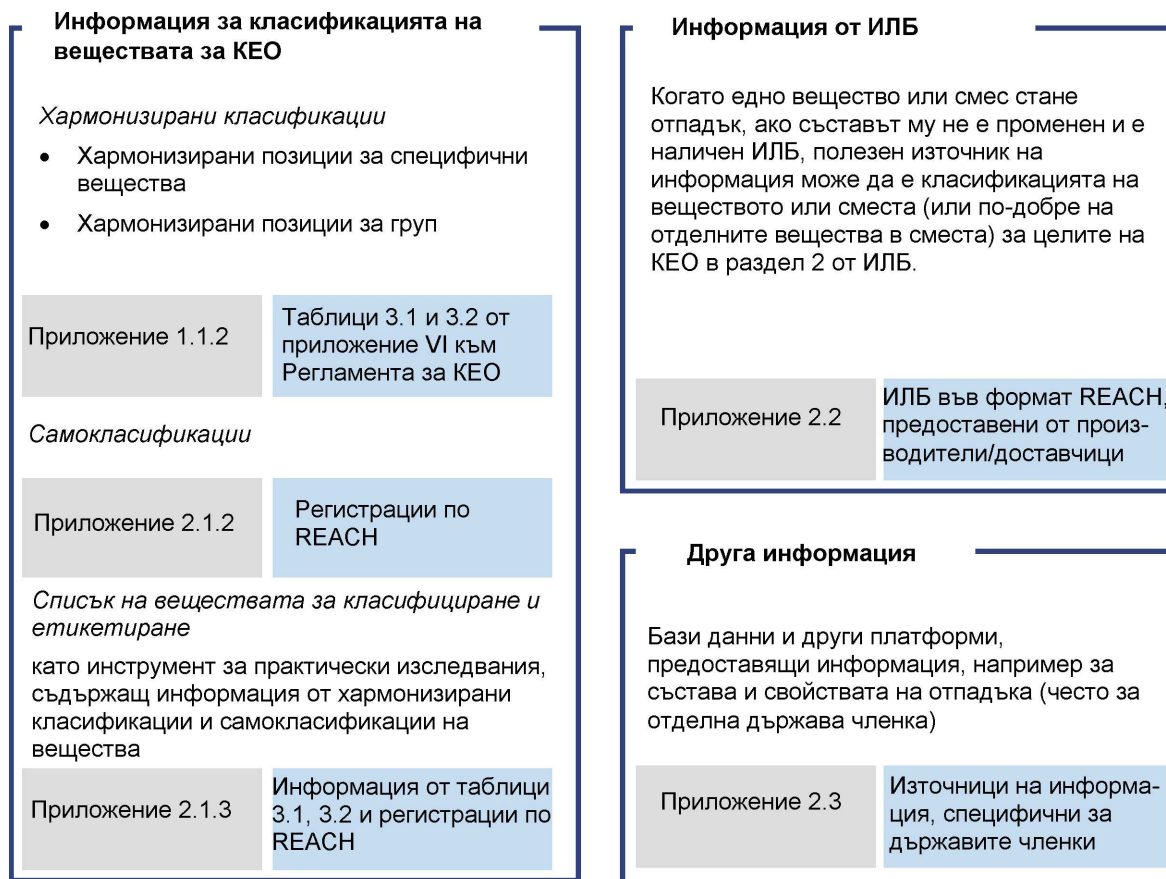 Информация за класификацията на
веществата за КЕО
Хармонизирани класификации
• Хармонизирани позиции за специфични
вещества
• Хармонизирани позиции за груп
Приложение 1.1.2
Таблици 3.1 и 3.2 от
приложение VI към
Регламента за КЕО
Самокласификации
Приложение 2.1.2
Регистрации по
REACH
Списък на веществата за класифициране и
етикетиране
като инструмент за практически изследвания,
съдържащ информация от хармонизирани
класификации и самокласификации на
вещества
Приложение 2.1.3
Информация от таблици
3.1, 3.2 и регистрации по
REACH
Информация от ИЛБ
Когато едно вещество или смес стане
отпадък, ако съставът му не е променен и е
наличен ИЛБ, полезен източник на
информация може да е класификацията на
веществото или сместа (или по-добре на
отделните вещества в сместа) за целите на
КЕО в раздел 2 от ИЛБ.
Приложение 2.2
ИЛБ във формат REACH,
предоставени от произ-
водители/доставчици
Друга информация
Бази данни и други платформи,
предоставящи информация, например за
състава и свойствата на отпадъка (често за
отделна държава членка)
Приложение 2.3
Източници на информа-
ция, специфични за
държавите членки